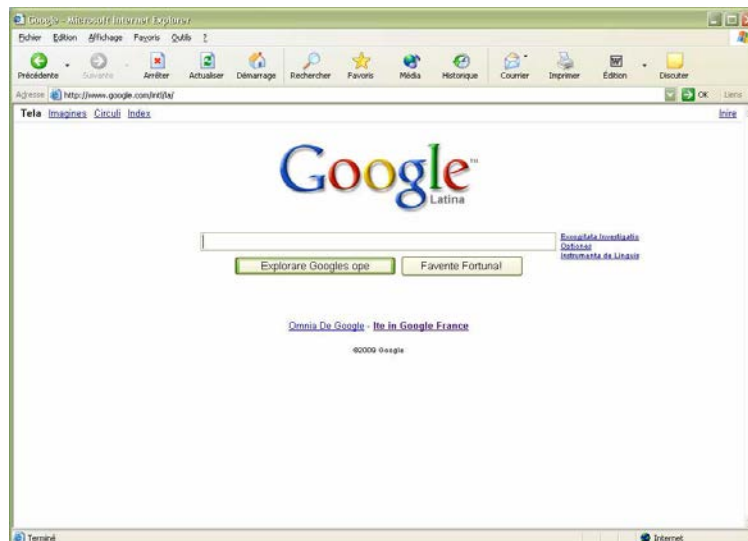 Google - Microsoft Internet Explorer
Fichier Edition Affichage Favoris Outils ?
Précédente Suivante Arrêter Actualiser Démarrage Rechercher Favoris Média Historique Courrier Imprimer Edition Discuter
Adresse http://www.google.com/intl/la/ OK Liens
Tela Imagines Circuli Index Inire
Google™
Latina
Exquisita Investigatio
Optiones
Instrumenta de Linguis
Explorare Googles ope Favente Fortuna!
Omnia De Google - Ite in Google France
©2009 Google
Terminé Internet